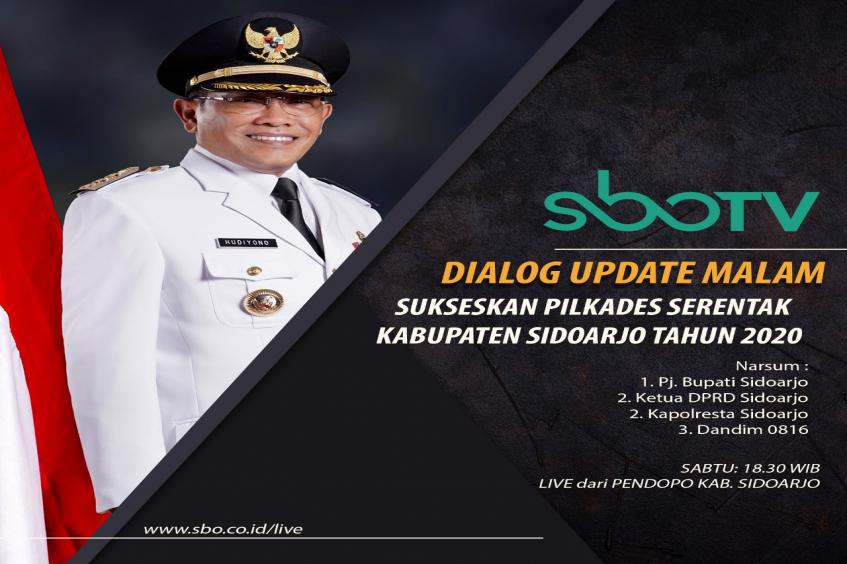 HUDIYONO
sboTV
DIALOG UPDATE MALAM
SUKSESKAN PILKADES SERENTAK
KABUPATEN SIDOARJO TAHUN 2020
Narsum :
1. Pj. Bupati Sidoarjo
2. Ketua DPRD Sidoarjo
2. Kapolresta Sidoarjo
3. Dandim 0816
SABTU: 18.30 WIB
LIVE dari PENDOPO KAB. SIDOARJO
www.sbo.co.id/live